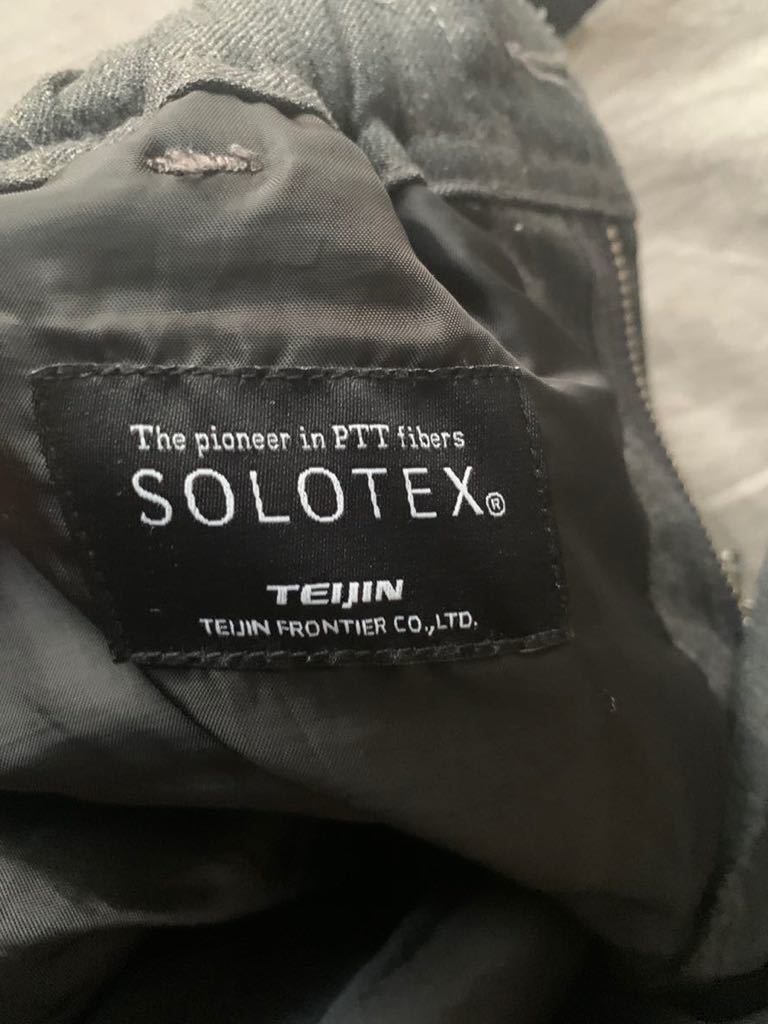 The pioneer in PTT fibers
SOLOTEX®
TEIJIN
TEIJIN FRONTIER CO.,LTD.